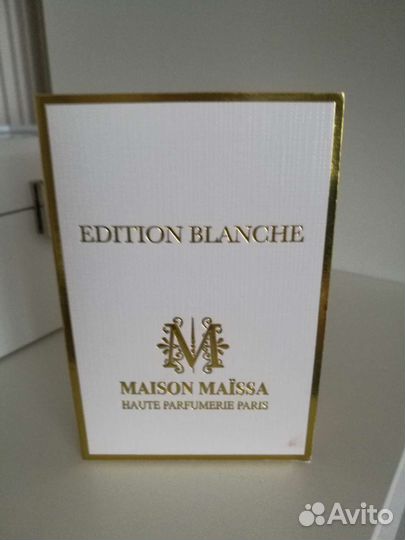 EDITION BLANCHE
M
MAISON MAÏSSA
HAUTE PARFUMERIE PARIS
Avito